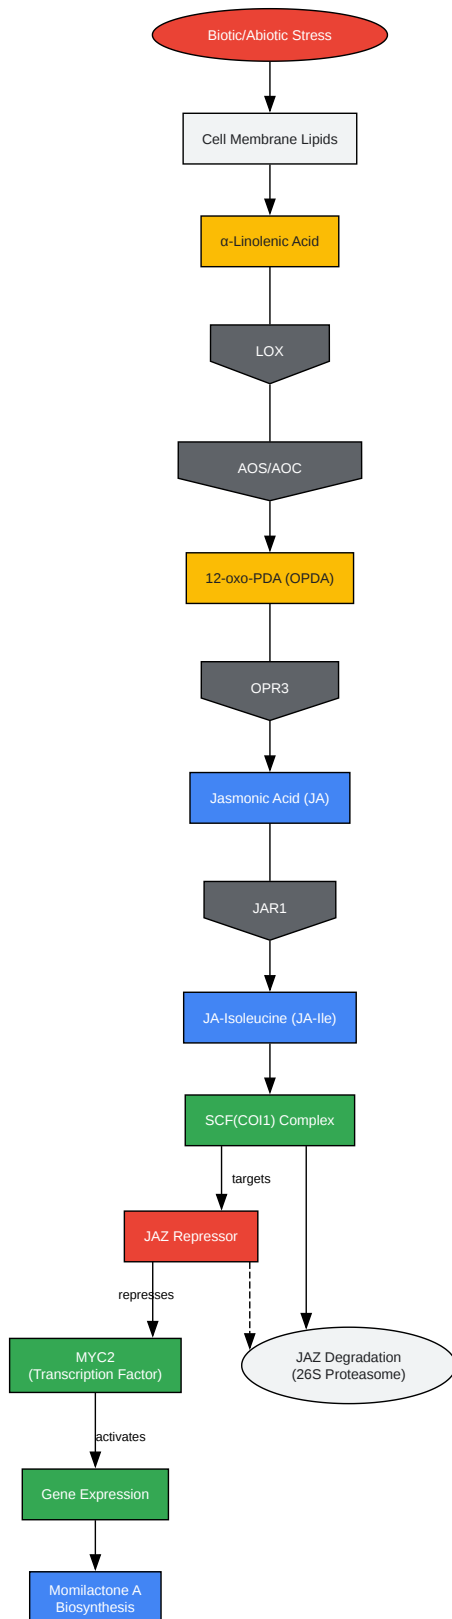 Biotic/Abiotic Stress
Cell Membrane Lipids
α-Linolenic Acid
LOX
AOS/AOC
12-oxo-PDA (OPDA)
OPR3
Jasmonic Acid (JA)
JAR1
JA-Isoleucine (JA-Ile)
SCF(COI1) Complex
targets
JAZ Repressor
represses
MYC2
(Transcription Factor)
JAZ Degradation
(26S Proteasome)
activates
Gene Expression
Momilactone A
Biosynthesis